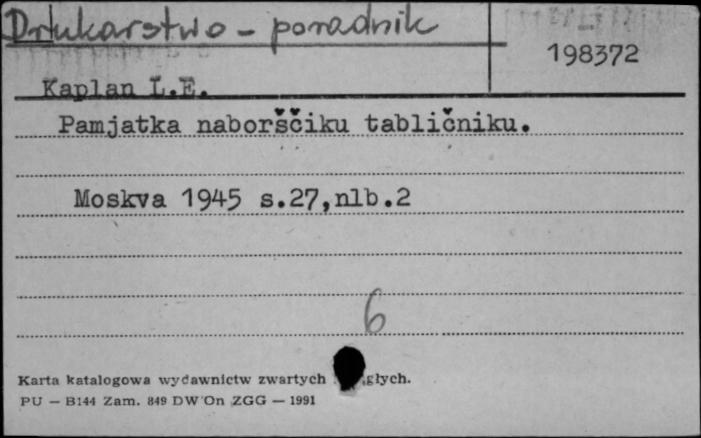 Drukarstwo - poradnik
198372
Kaplan L.E.
Pamjatka naborščiku tabličniku.
Moskva 1945 s.27,nlb.2
6
Karta katalogowa wydawnictw zwartych głych.
PU — B144 Zam. 849 DW On ZGG — 1991